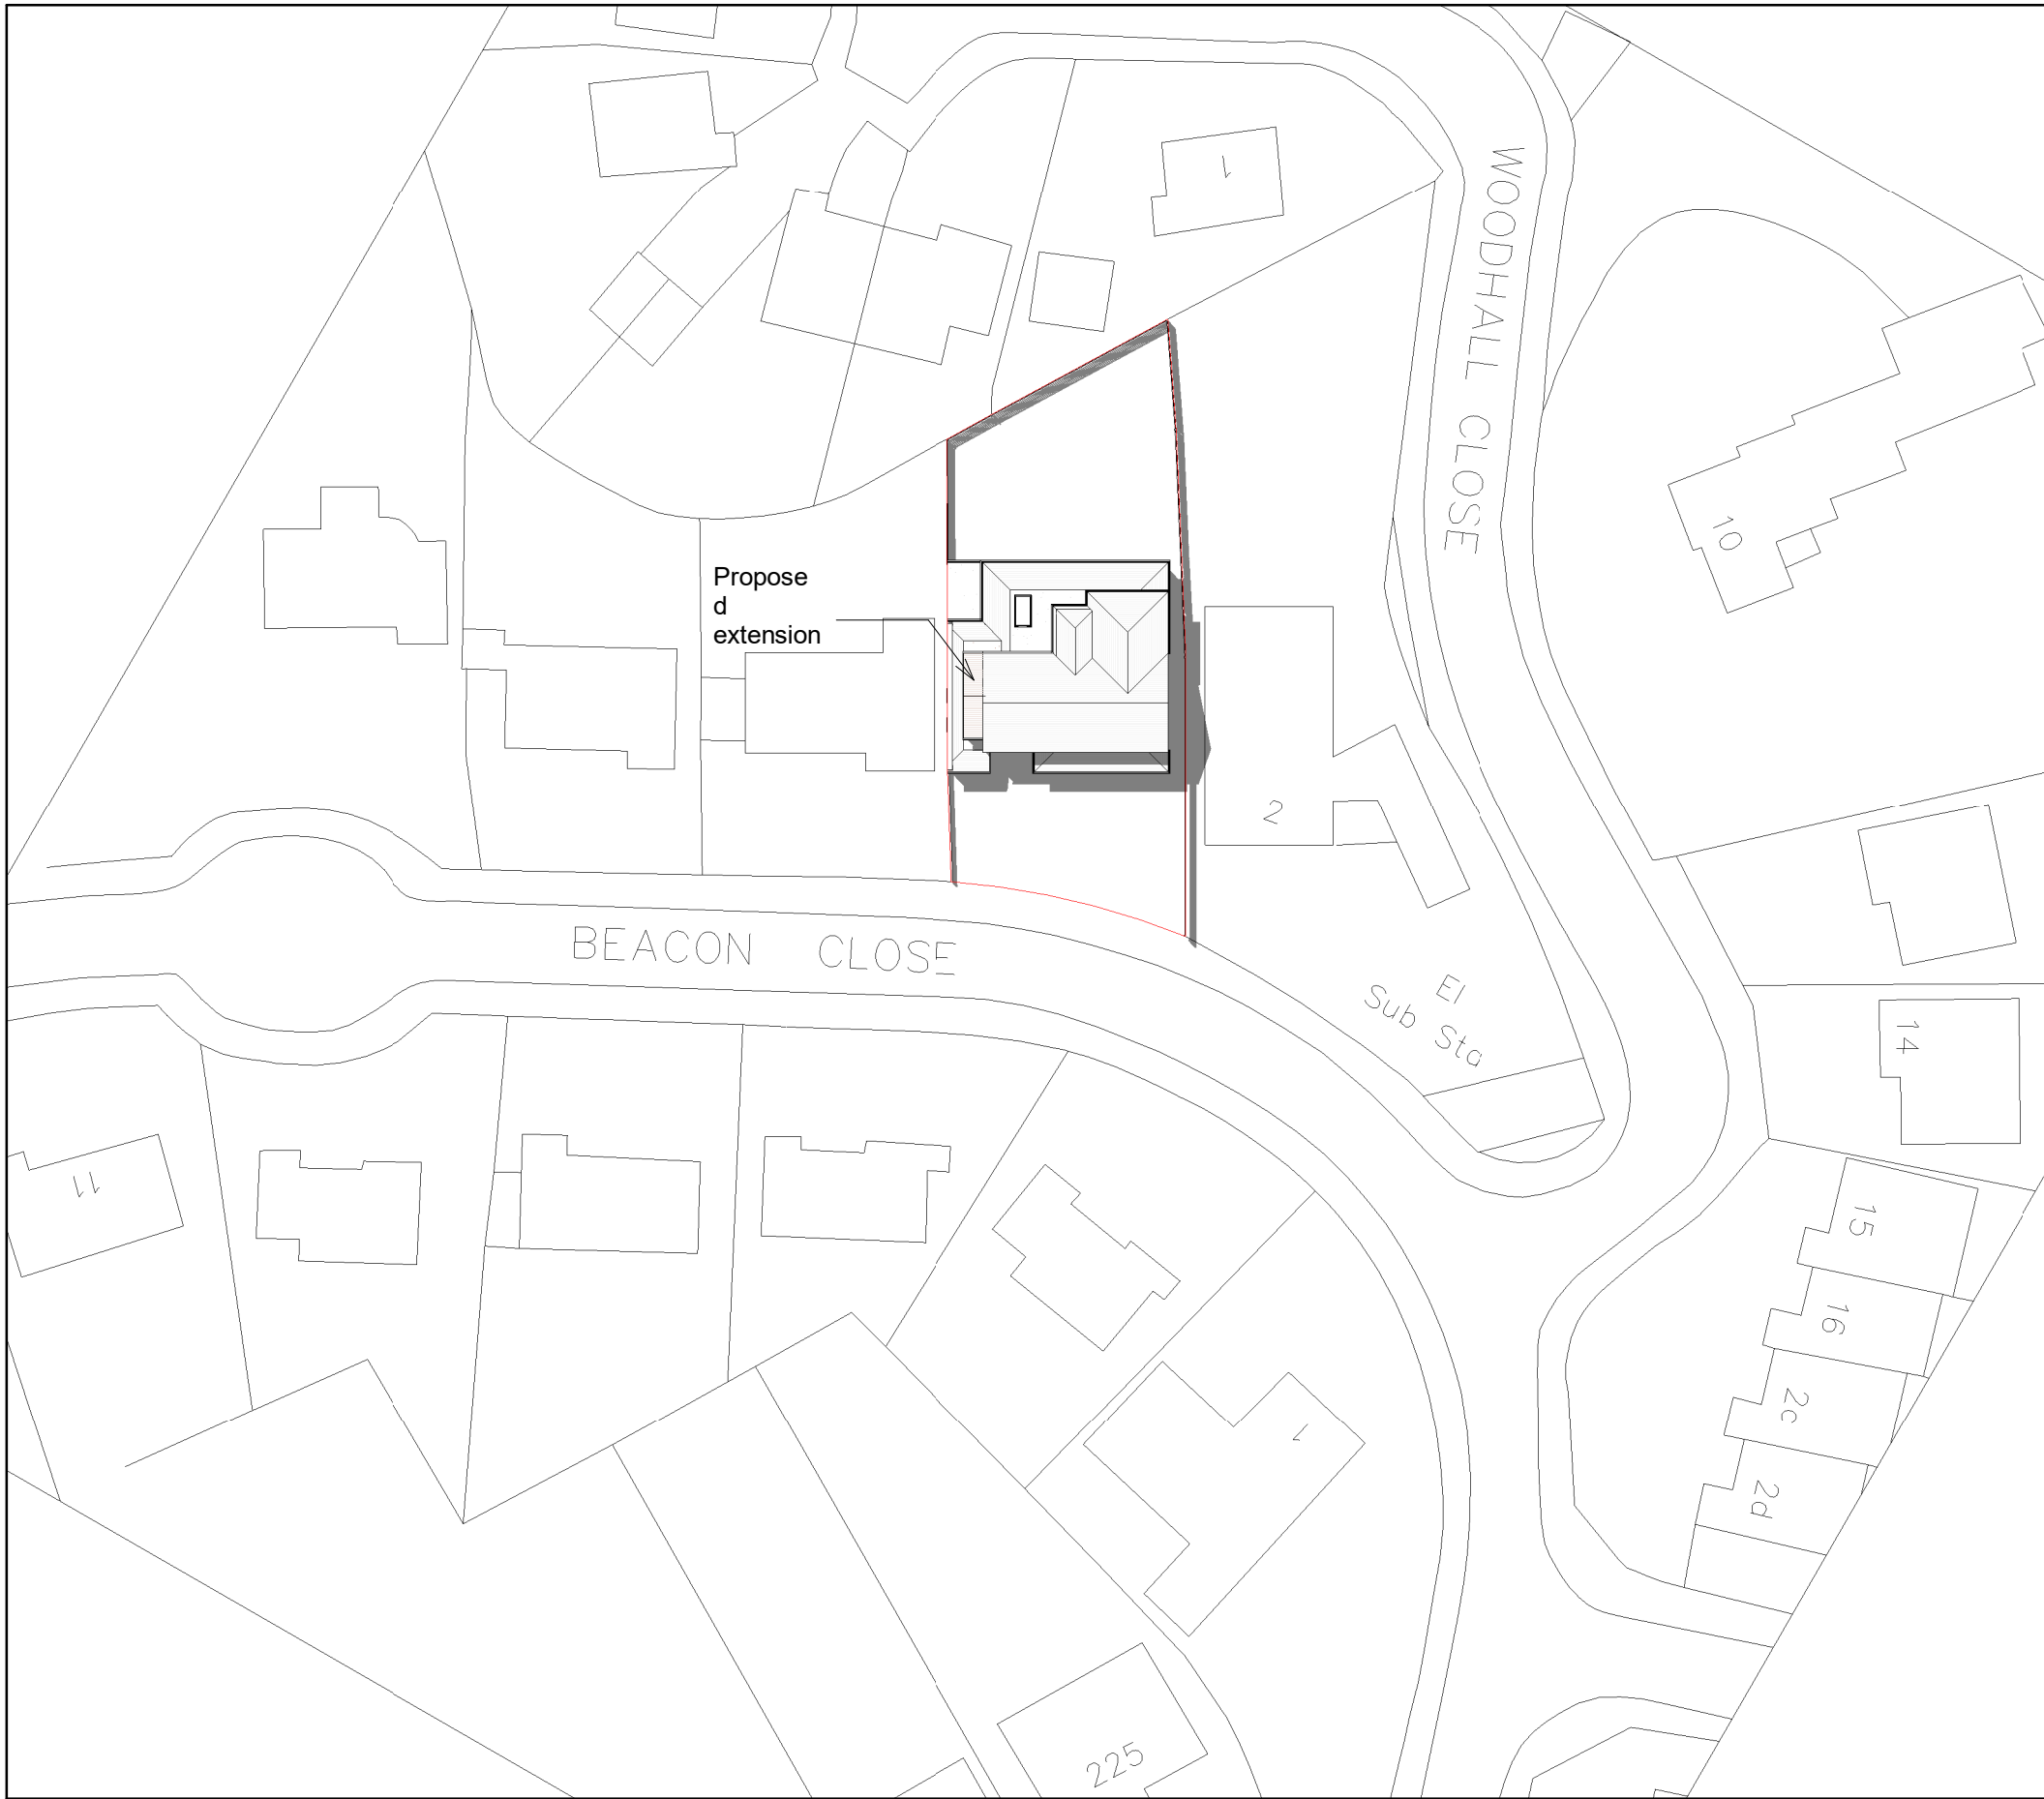 1
WOODHALL CLOSE
10
Propose
d
extension
2
BEACON CLOSE
El
Sub Sta
14
11
15
16
2c
1
2d
225